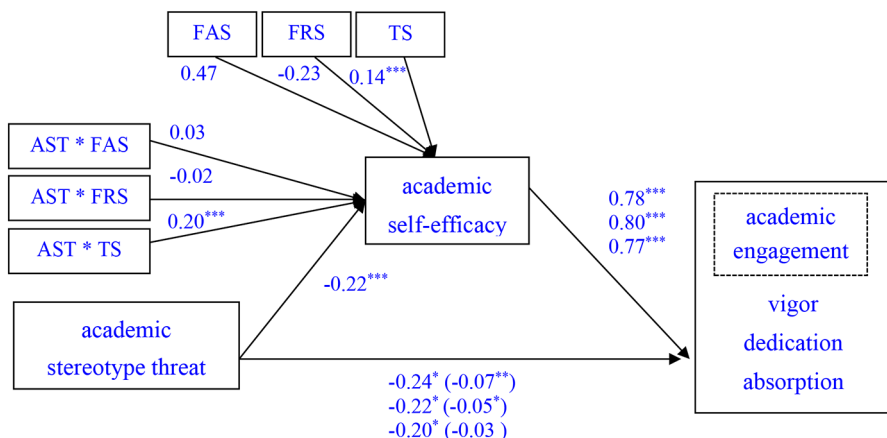 FAS
FRS
TS
0.47
-0.23
0.14***
AST * FAS
AST * FRS
AST * TS
0.03
-0.02
0.20***
academic
self-efficacy
-0.22***
0.78***
0.80***
0.77***
academic
engagement
vigor
dedication
absorption
academic
stereotype threat
-0.24* (-0.07**)
-0.22* (-0.05*)
-0.20* (-0.03 )